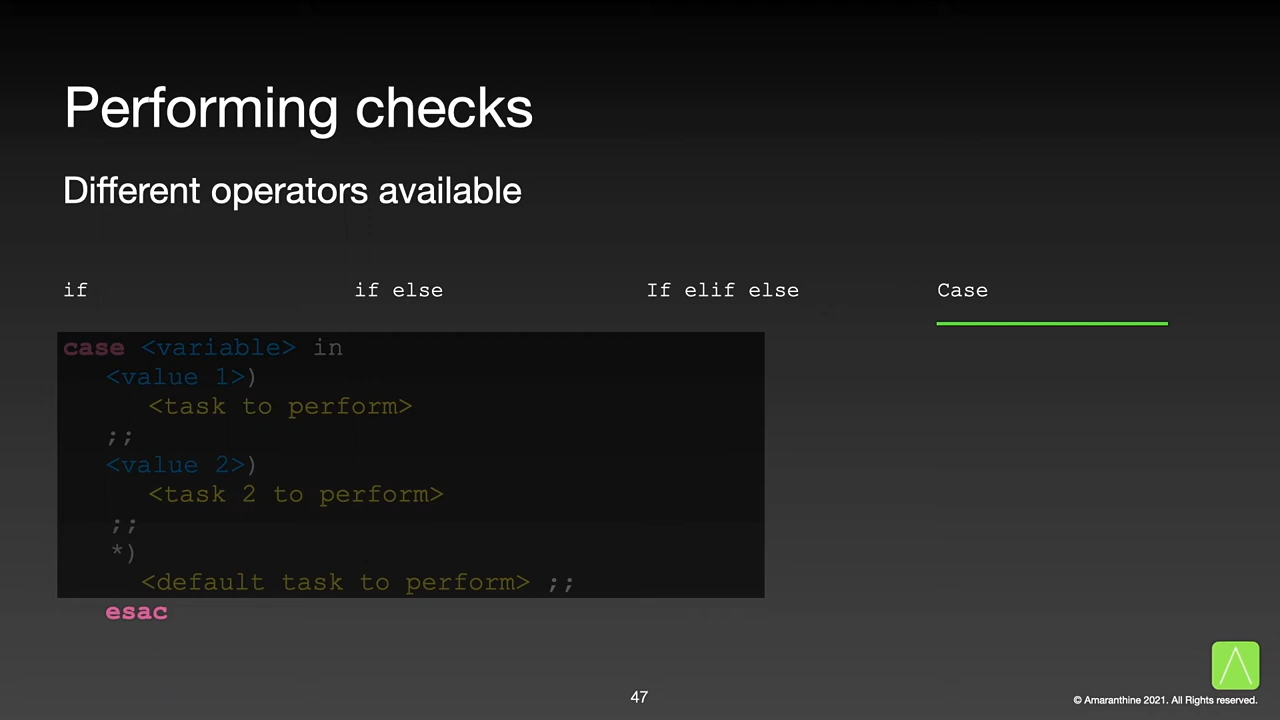 Performing checks
Different operators available
if if else If elif else Case
case <variable> in
<value 1>)
<task to perform>
;;
<value 2>)
<task 2 to perform>
;;
*)
<default task to perform> ;;
esac
47
© Amaranthine 2021. All Rights reserved.